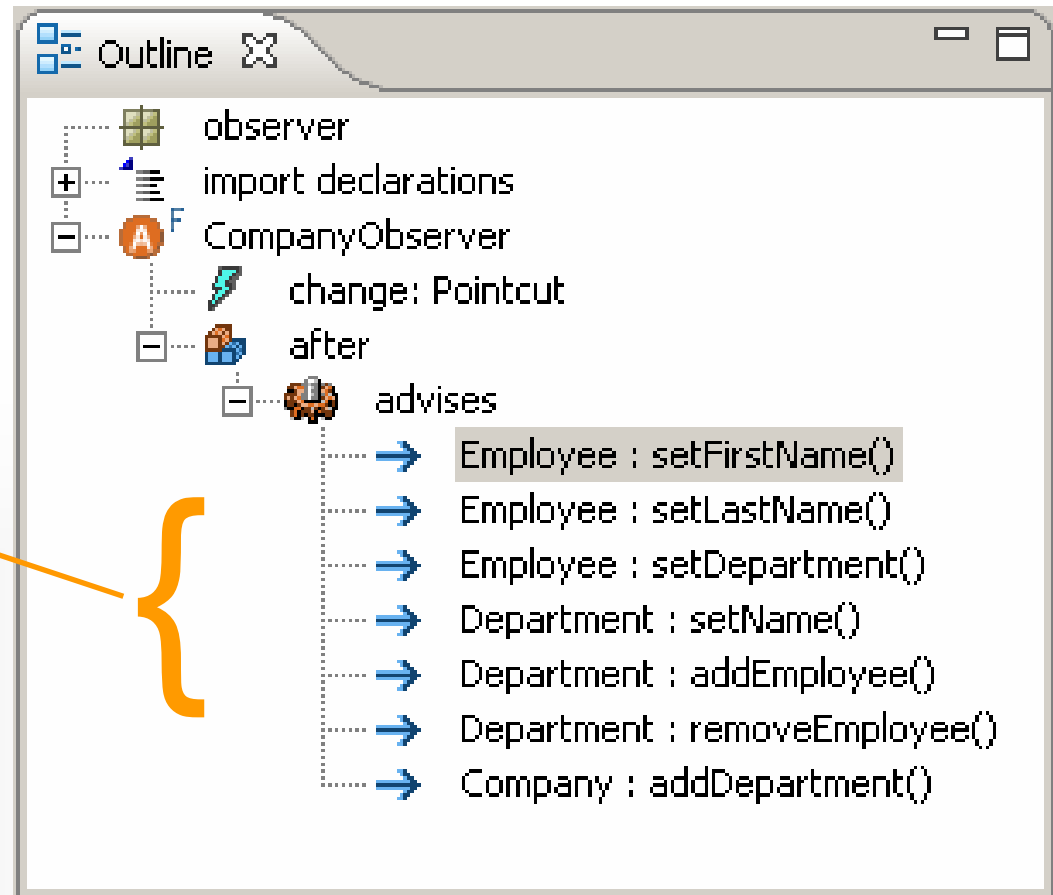 Outline
observer
import declarations
A F CompanyObserver
change: Pointcut
after
advises
Employee : setFirstName()
Employee : setLastName()
Employee : setDepartment()
Department : setName()
Department : addEmployee()
Department : removeEmployee()
Company : addDepartment()